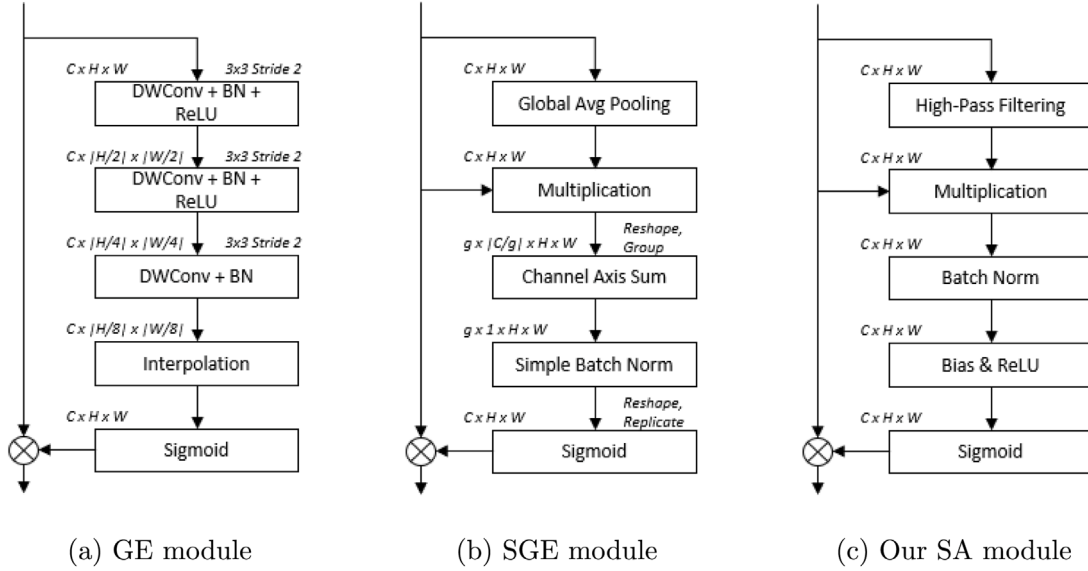 C x H x W
3x3 Stride 2
DWConv + BN +
ReLU
C x |H/2| x |W/2|
3x3 Stride 2
DWConv + BN +
ReLU
C x |H/4| x |W/4|
3x3 Stride 2
DWConv + BN
C x |H/8| x |W/8|
Interpolation
C x H x W
Sigmoid
(a) GE module
C x H x W
Global Avg Pooling
C x H x W
Multiplication
Reshape,
Group
g x |C/g| x H x W
Channel Axis Sum
g x 1 x H x W
Simple Batch Norm
Reshape,
Replicate
C x H x W
Sigmoid
(b) SGE module
C x H x W
High-Pass Filtering
C x H x W
Multiplication
C x H x W
Batch Norm
C x H x W
Bias & ReLU
C x H x W
Sigmoid
(c) Our SA module